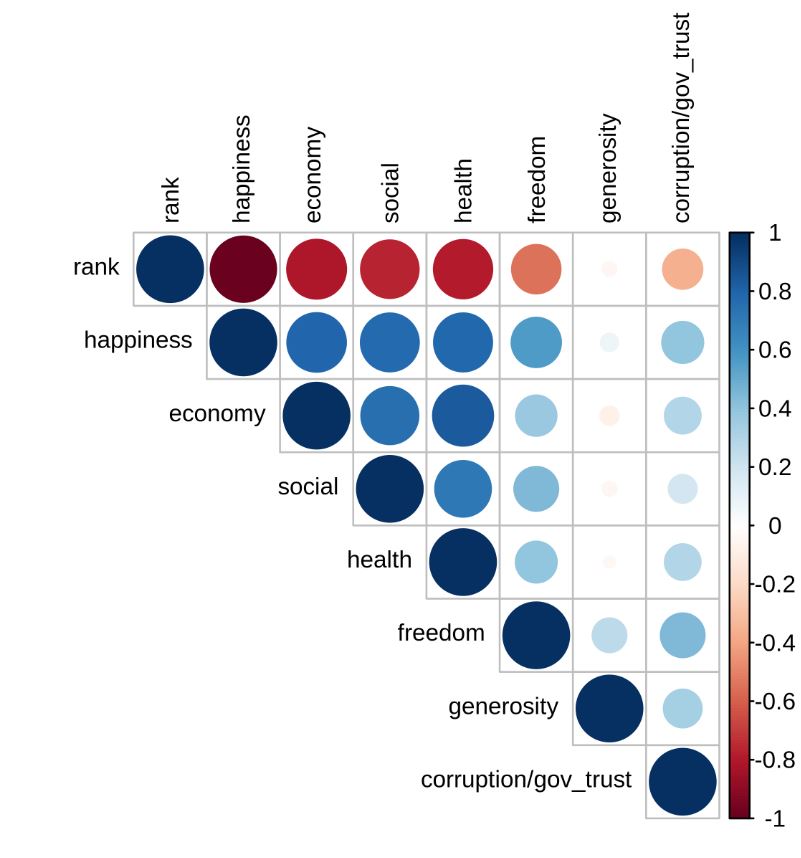 rank
happiness
economy
social
health
freedom
generosity
corruption/gov_trust
rank
happiness
economy
social
health
freedom
generosity
corruption/gov_trust
1
0.8
0.6
0.4
0.2
0
-0.2
-0.4
-0.6
-0.8
-1